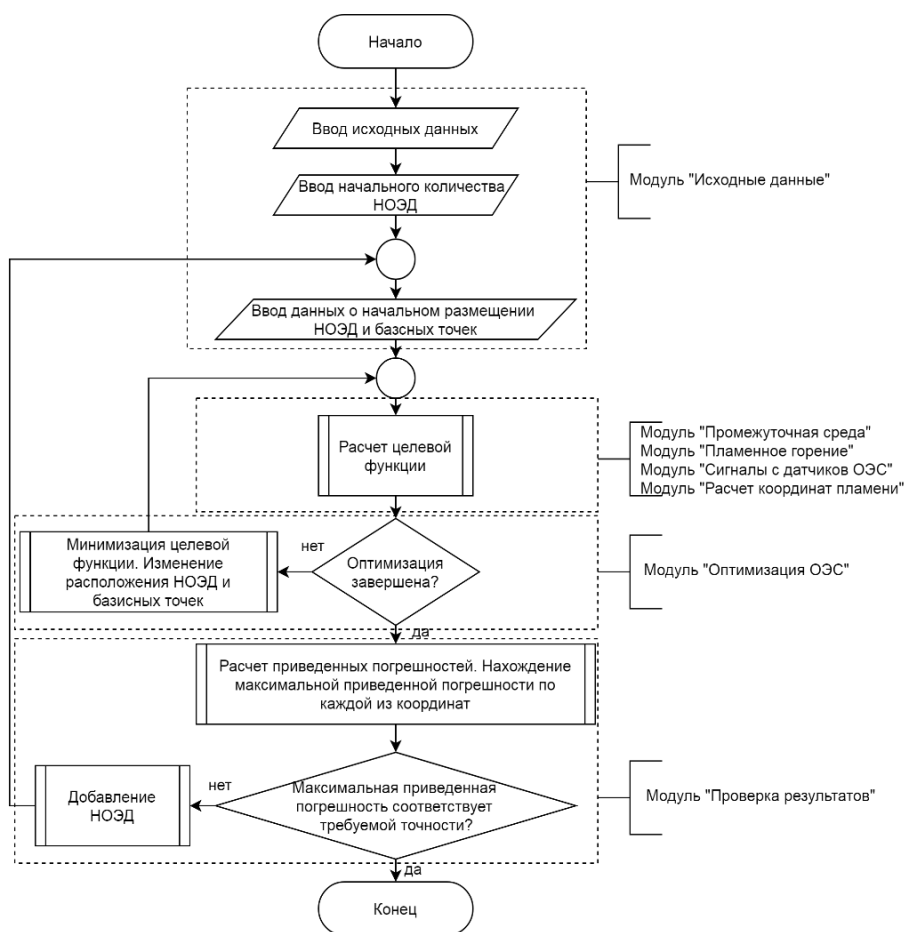 Начало
Ввод исходных данных
Ввод начального количества
НОЭД
Модуль "Исходные данные"
Ввод данных о начальном размещении
НОЭД и базсных точек
Расчет целевой
функции
Модуль "Промежуточная среда"
Модуль "Пламенное горение"
Модуль "Сигналы с датчиков ОЭС"
Модуль "Расчет координат пламени"
Минимизация целевой
функции. Изменение
расположения НОЭД и
базисных точек
нет
Оптимизация
завершена?
Модуль "Оптимизация ОЭС"
да
Расчет приведенных погрешностей. Нахождение
максимальной приведенной погрешности по
каждой из координат
Добавление
НОЭД
нет
Максимальная приведенная
погрешность соответствует
требуемой точности?
Модуль "Проверка результатов"
да
Конец